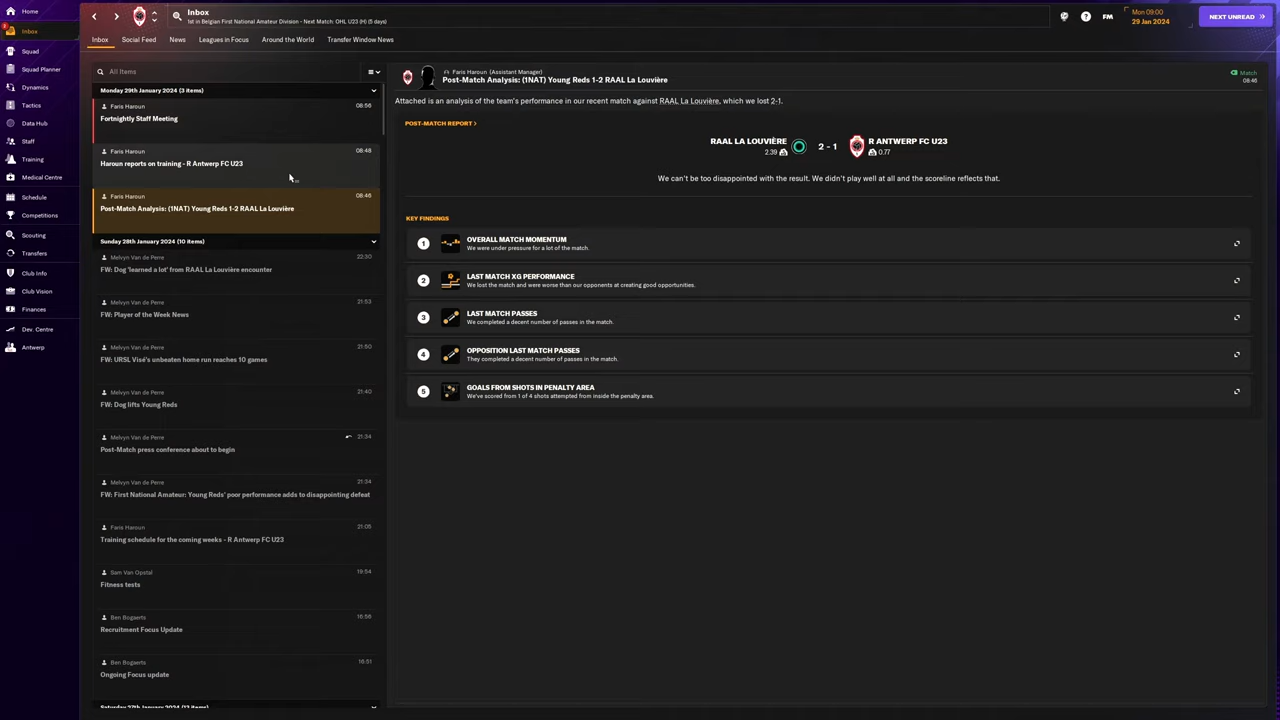 Home
2
Inbox
Squad
Squad Planner
Dynamics
Tactics
Data Hub
Staff
Training
Medical Centre
Schedule
Competitions
Scouting
Transfers
Club Info
Club Vision
Finances
Dev. Centre
Antwerp
Inbox
1st in Belgian First National Amateur Division - Next Match: OHL U23 (H) (5 days)
FM
Mon 09:00
29 Jan 2024
NEXT UNREAD
Inbox
Social Feed
News
Leagues in Focus
Around the World
Transfer Window News
All Items
Monday 29th January 2024 (3 items)
Faris Haroun 08:56
Fortnightly Staff Meeting
Faris Haroun 08:48
Haroun reports on training - R Antwerp FC U23
Faris Haroun 08:46
Post-Match Analysis: (1NAT) Young Reds 1-2 RAAL La Louvière
Sunday 28th January 2024 (10 items)
Melvyn Van de Perre 22:30
FW: Dog 'learned a lot' from RAAL La Louvière encounter
Melvyn Van de Perre 21:53
FW: Player of the Week News
Melvyn Van de Perre 21:50
FW: URSL Visé's unbeaten home run reaches 10 games
Melvyn Van de Perre 21:40
FW: Dog lifts Young Reds
Melvyn Van de Perre 21:34
Post-Match press conference about to begin
Melvyn Van de Perre 21:34
FW: First National Amateur: Young Reds' poor performance adds to disappointing defeat
Faris Haroun 21:05
Training schedule for the coming weeks - R Antwerp FC U23
Sam Van Opstal 19:54
Fitness tests
Ben Bogaerts 16:56
Recruitment Focus Update
Ben Bogaerts 16:51
Ongoing Focus update
Saturday 27th January 2024 (13 items)
Faris Haroun (Assistant Manager)
Post-Match Analysis: (1NAT) Young Reds 1-2 RAAL La Louvière
Match
08:46
Attached is an analysis of the team's performance in our recent match against RAAL La Louvière, which we lost 2-1.
POST-MATCH REPORT >
RAAL LA LOUVIÈRE 2 - 1 R ANTWERP FC U23
2.39 0.77
We can't be too disappointed with the result. We didn't play well at all and the scoreline reflects that.
KEY FINDINGS
1 OVERALL MATCH MOMENTUM
We were under pressure for a lot of the match.
2 LAST MATCH XG PERFORMANCE
We lost the match and were worse than our opponents at creating good opportunities.
3 LAST MATCH PASSES
We completed a decent number of passes in the match.
4 OPPOSITION LAST MATCH PASSES
They completed a decent number of passes in the match.
5 GOALS FROM SHOTS IN PENALTY AREA
We've scored from 1 of 4 shots attempted from inside the penalty area.